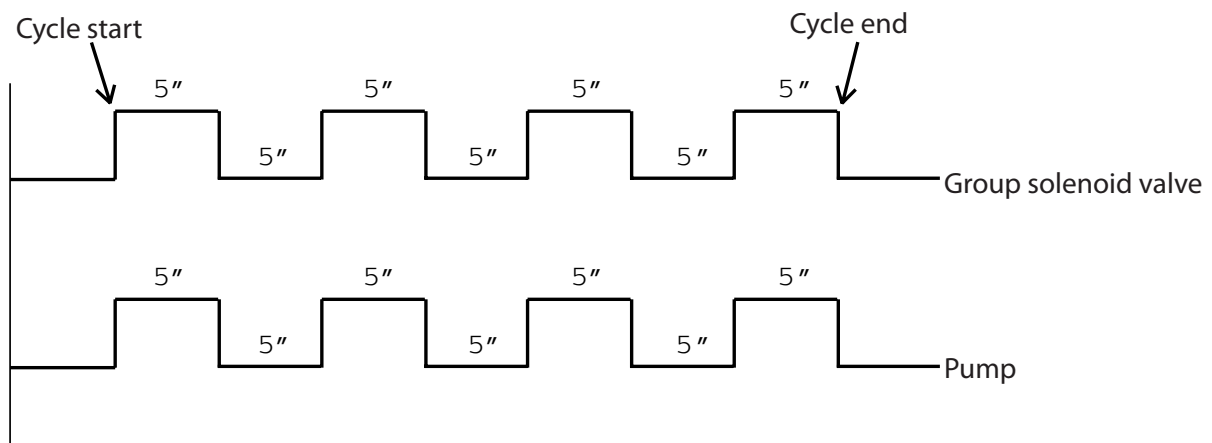 Cycle start
Cycle end
5″ 5″ 5″ 5″
5″ 5″ 5″
Group solenoid valve
5″ 5″ 5″ 5″
5″ 5″ 5″
Pump